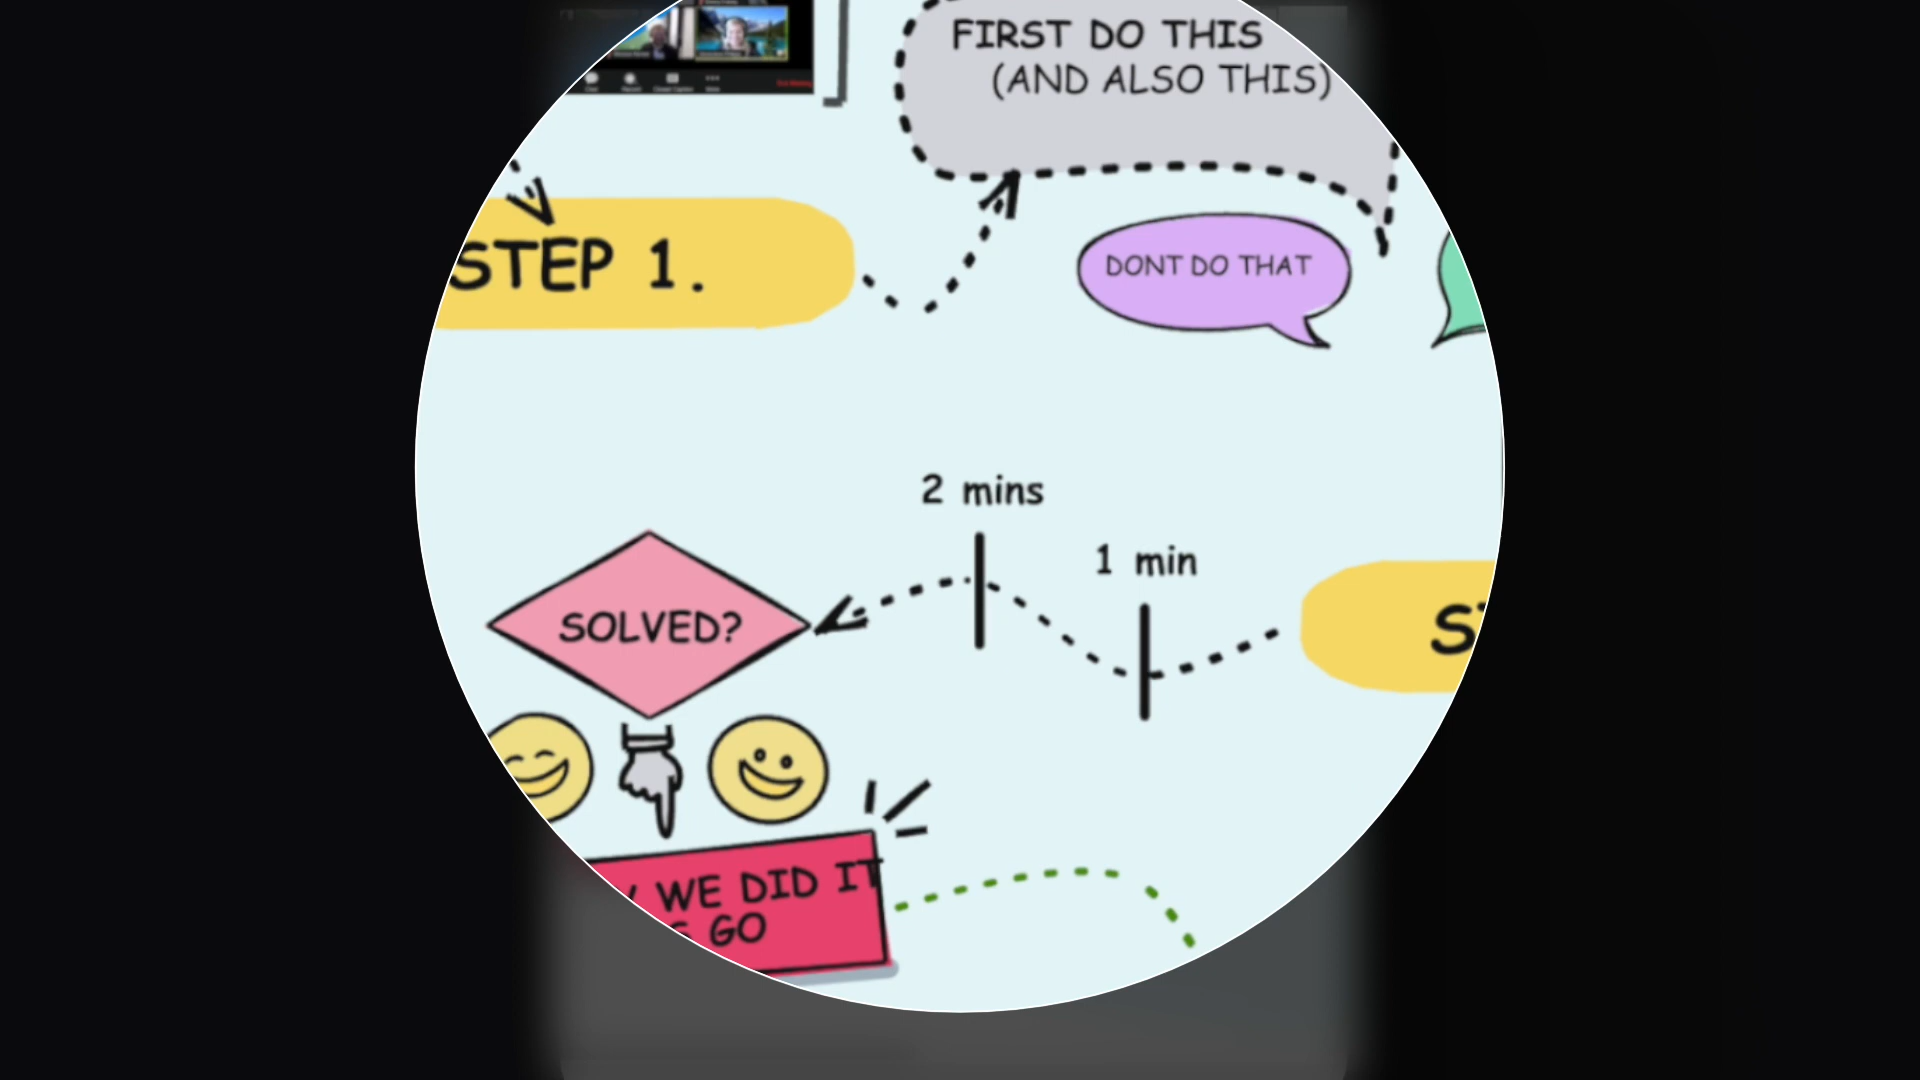 FIRST DO THIS
(AND ALSO THIS)
STEP 1.
DONT DO THAT
2 mins
1 min
SOLVED?
WE DID IT
GO